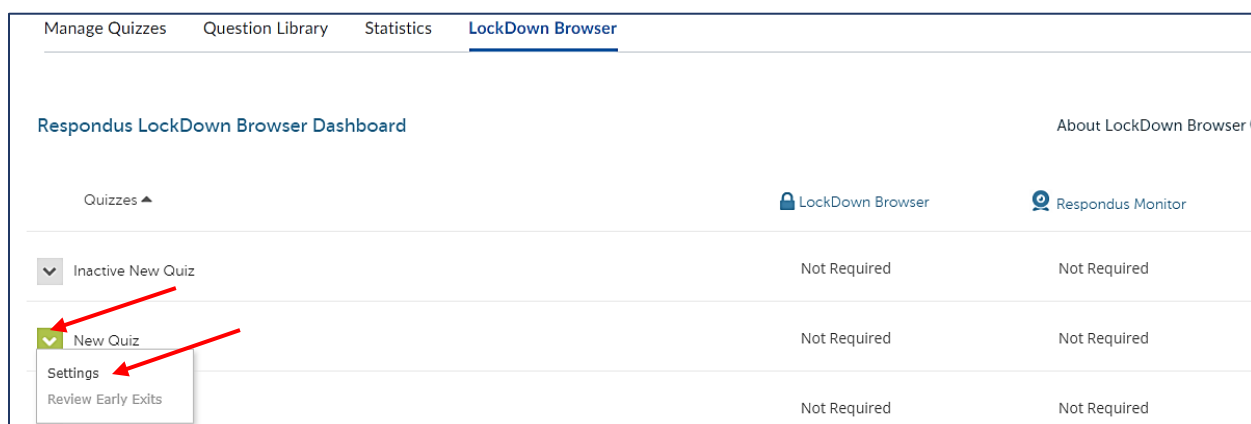 Manage Quizzes Question Library Statistics LockDown Browser
Respondus LockDown Browser Dashboard About LockDown Browser
Quizzes LockDown Browser Respondus Monitor
Inactive New Quiz Not Required Not Required
New Quiz Not Required Not Required
Settings
Review Early Exits
Not Required Not Required